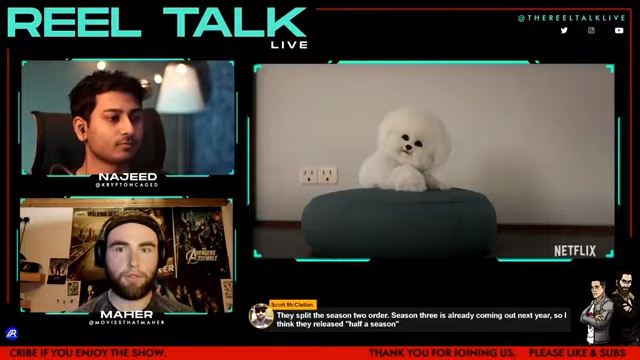 REEL TALK
LIVE
@THEREELTALKLIVE
NAJEED
@KRYPTONCAGED
MAHER
@MOVIESTHATMAHER
AVENGERS
ASSEMBLE
NETFLIX
Scott McClellan
They split the season two order. Season three is already coming out next year, so I
think they released "half a season"
CRIBE IF YOU ENJOY THE SHOW. THANK YOU FOR JOINING US, PLEASE LIKE & SUBS